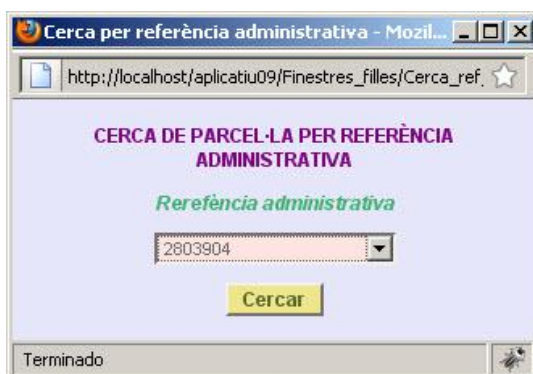 Cerca per referència administrativa - Mozil...
http://localhost/aplicatiu09/Finestres_filles/Cerca_ref_
CERCA DE PARCEL·LA PER REFERÈNCIA
ADMINISTRATIVA
Rerefència administrativa
2803904
Cercar
Terminado